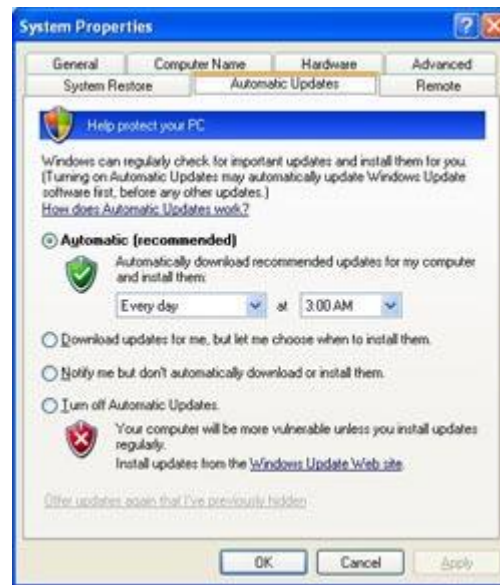 System Properties
General Computer Name Hardware Advanced
System Restore Automatic Updates Remote
Help protect your PC
Windows can regularly check for important updates and install them for you.
(Turning on Automatic Updates may automatically update Windows Update
software first, before any other updates.)
How does Automatic Updates work?
Automatic (recommended)
Automatically download recommended updates for my computer
and install them:
Every day at 3:00 AM
Download updates for me, but let me choose when to install them.
Notify me but don't automatically download or install them.
Turn off Automatic Updates.
Your computer will be more vulnerable unless you install updates
regularly.
Install updates from the Windows Update Web site.
Offer updates again that I've previously hidden
OK Cancel Apply